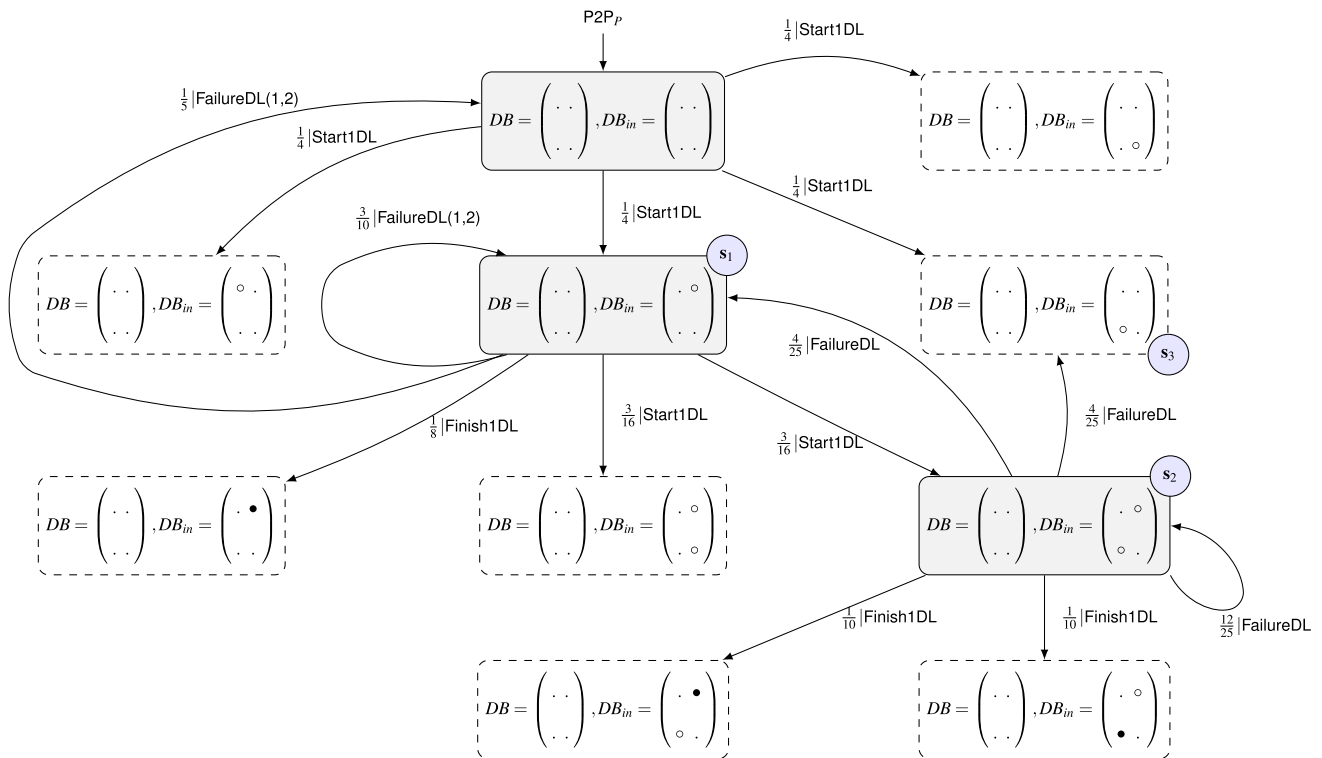 P2P_P
1/4|Start1DL
1/5|FailureDL(1,2)
1/4|Start1DL
DB = ( . . / . . ) , DB_in = ( . . / . . )
DB = ( . . / . . ) , DB_in = ( . . / . ○ )
1/4|Start1DL
1/4|Start1DL
3/10|FailureDL(1,2)
s_1
DB = ( . . / . . ) , DB_in = ( ○ . / . . )
DB = ( . . / . . ) , DB_in = ( . ○ / . . )
DB = ( . . / . . ) , DB_in = ( . . / ○ . )
s_3
4/25|FailureDL
1/8|Finish1DL
3/16|Start1DL
3/16|Start1DL
4/25|FailureDL
s_2
DB = ( . . / . . ) , DB_in = ( . ● / . . )
DB = ( . . / . . ) , DB_in = ( . ○ / . ○ )
DB = ( . . / . . ) , DB_in = ( . ○ / ○ . )
1/10|Finish1DL
1/10|Finish1DL
12/25|FailureDL
DB = ( . . / . . ) , DB_in = ( . ● / ○ . )
DB = ( . . / . . ) , DB_in = ( . ○ / ● . )